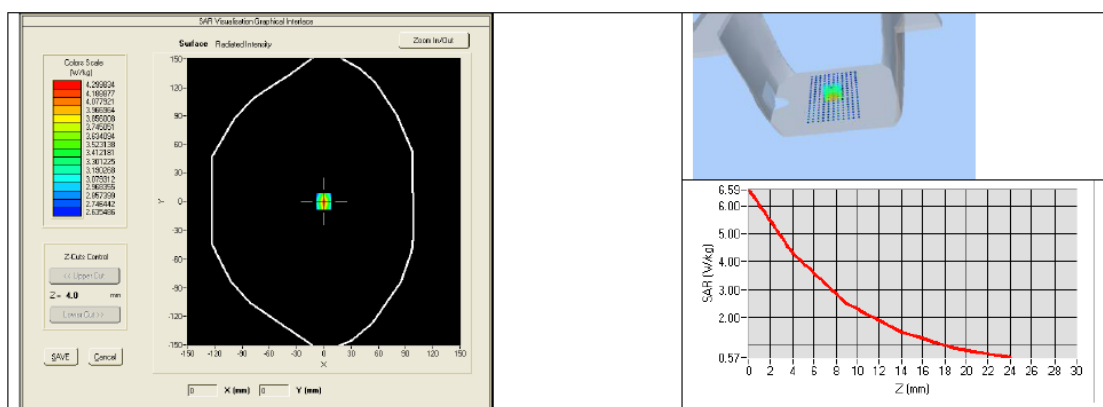 SAR Visualisation Graphical Interface
Surface Radiated Intensity
Zoom In/Out
Colors Scale
(W/kg)
4.299834
4.188877
4.077921
3.966964
3.856008
3.745051
3.634094
3.523138
3.412181
3.301225
3.190268
3.079312
2.968355
2.857399
2.746442
2.635486
Z-Cuts Control
<< Upper Cut
Z = 4.0 mm
Lower Cut >>
SAVE Cancel
150
120
90
60
30
0
-30
-60
-90
-120
-150
Y
-150 -120 -90 -60 -30 0 30 60 90 120 150
X
0 X (mm) 0 Y (mm)
6.59
6.00
5.00
4.00
3.00
2.00
0.57
SAR (W/kg)
0 2 4 6 8 10 12 14 16 18 20 22 24 26 28 30
Z (mm)